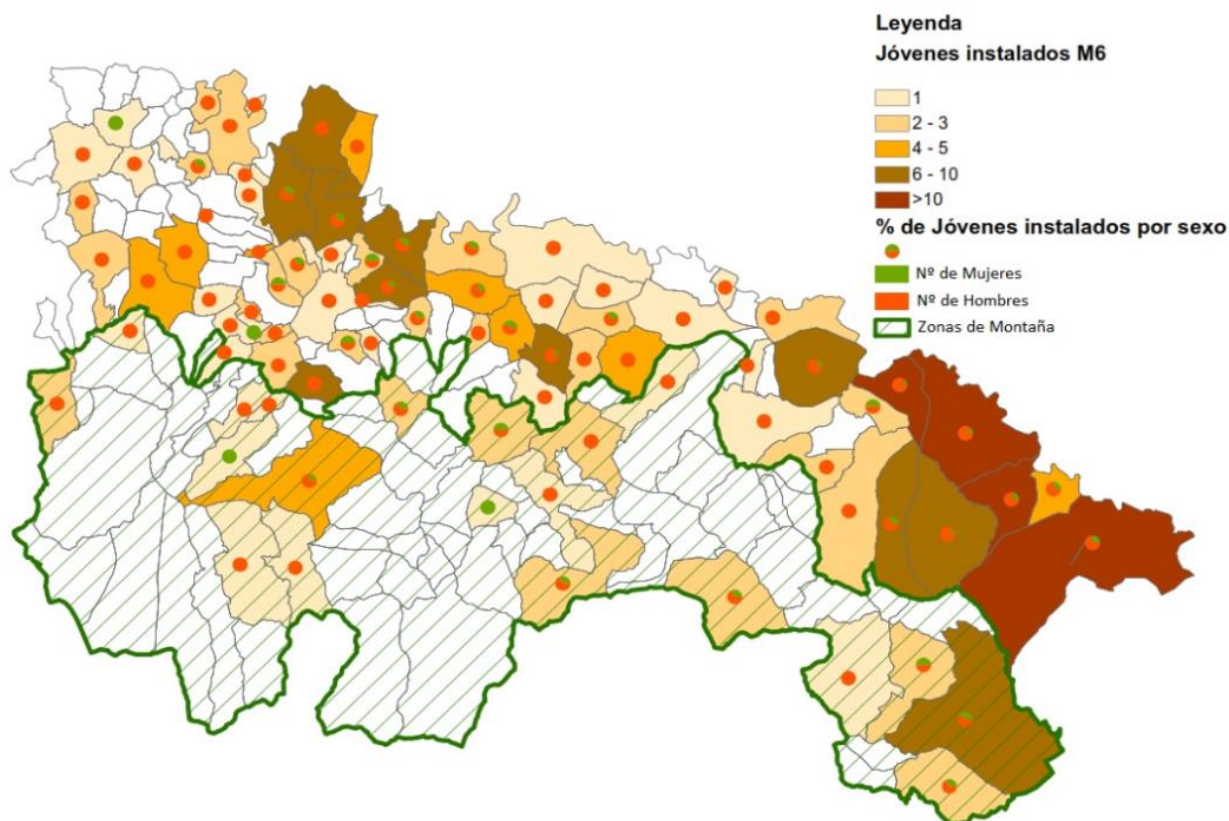 Leyenda
Jóvenes instalados M6
1
2 - 3
4 - 5
6 - 10
>10
% de Jóvenes instalados por sexo
Nº de Mujeres
Nº de Hombres
Zonas de Montaña